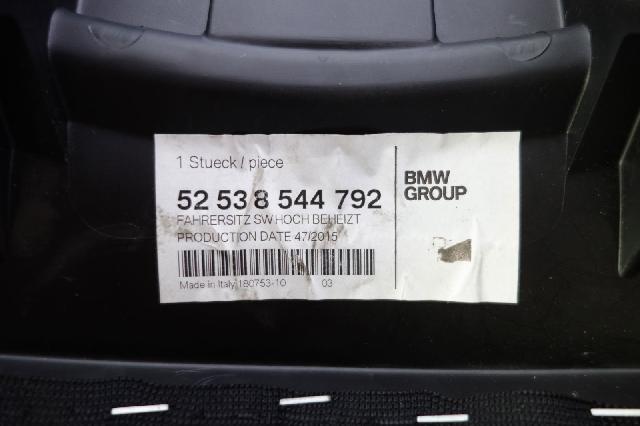 1 Stueck / piece
52 53 8 544 792
FAHRERSITZ SW HOCH BEHEIZT
PRODUCTION DATE 47/2015
Made in Italy 180753-10 03
BMW
GROUP